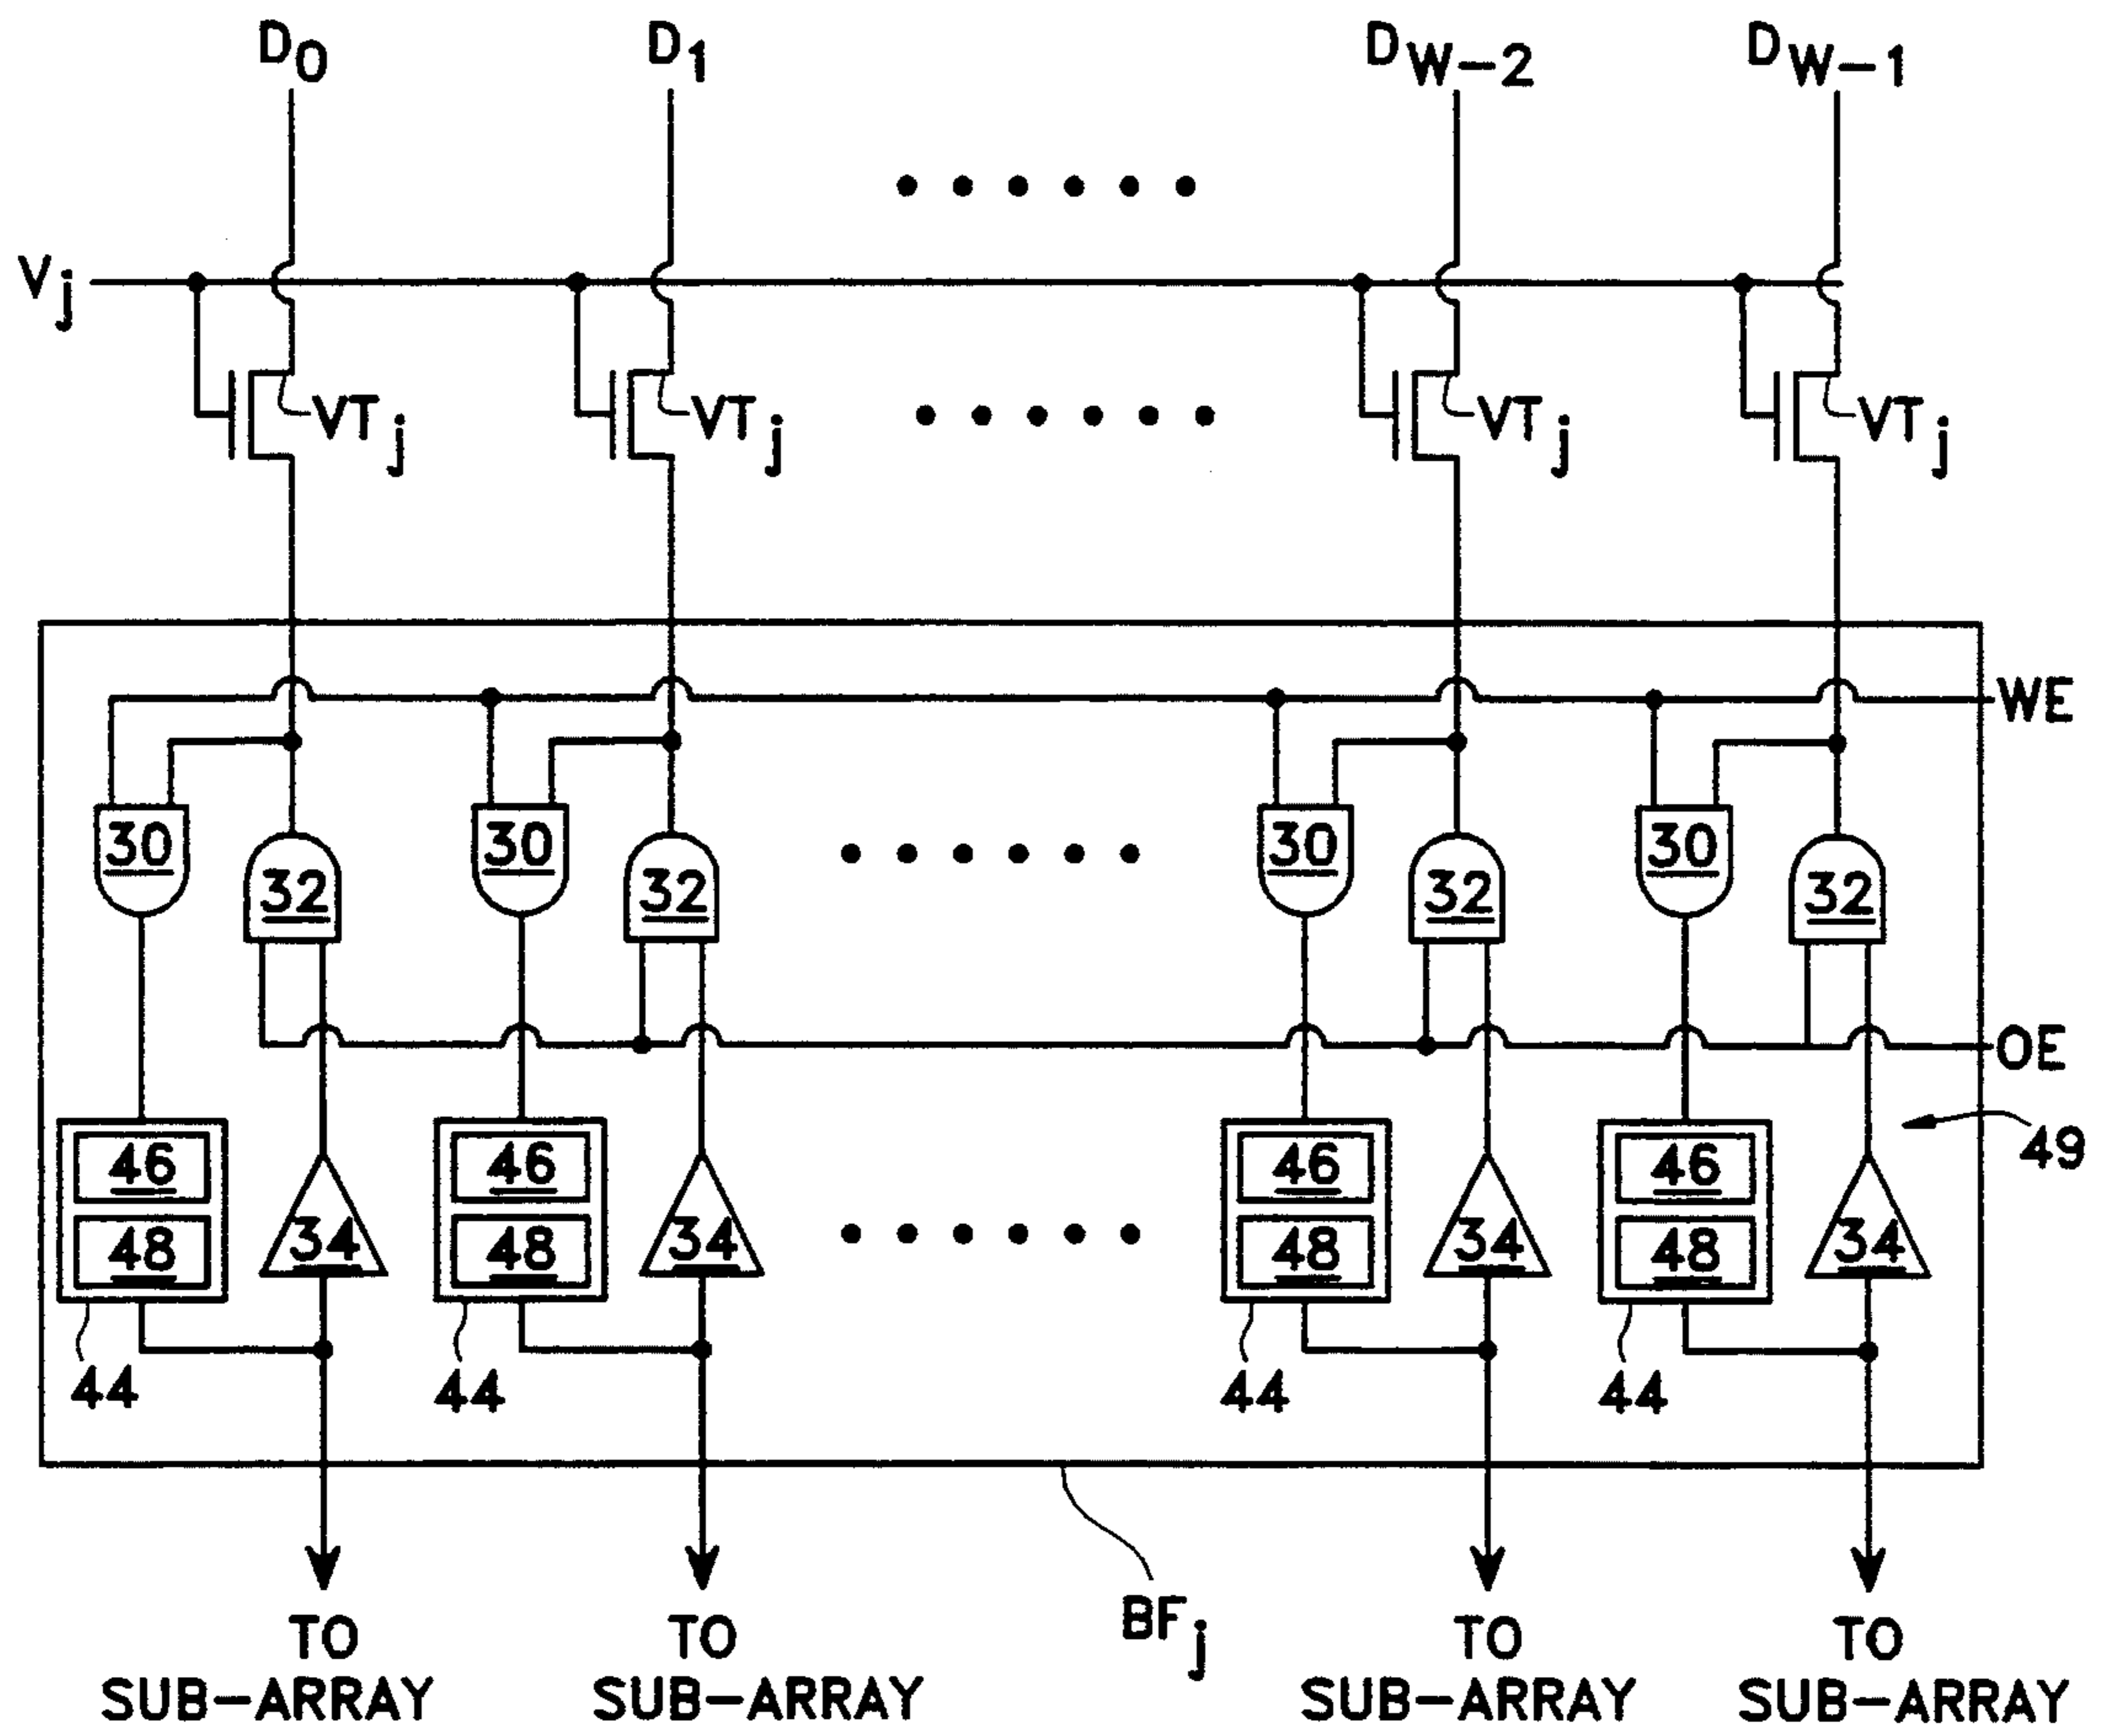 D0 D1 DW-2 DW-1
Vj
VTj VTj VTj VTj
WE
30 30 30 30
32 32 32 32
OE
46 46 46 46
49
48 34 48 34 48 34 48 34
44 44 44 44
BFj
TO TO TO TO
SUB-ARRAY SUB-ARRAY SUB-ARRAY SUB-ARRAY